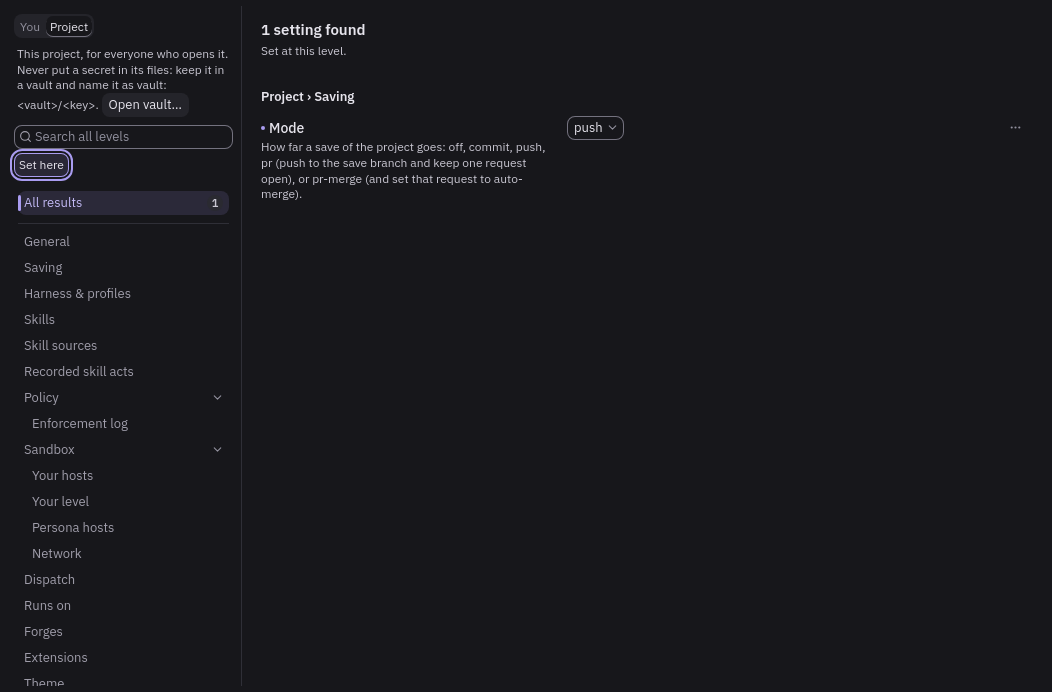 You Project
This project, for everyone who opens it.
Never put a secret in its files: keep it in
a vault and name it as vault:
<vault>/<key>. Open vault...
Search all levels
Set here
All results 1
General
Saving
Harness & profiles
Skills
Skill sources
Recorded skill acts
Policy
Enforcement log
Sandbox
Your hosts
Your level
Persona hosts
Network
Dispatch
Runs on
Forges
Extensions
Theme
1 setting found
Set at this level.
Project › Saving
Mode
push
How far a save of the project goes: off, commit, push,
pr (push to the save branch and keep one request
open), or pr-merge (and set that request to auto-
merge).